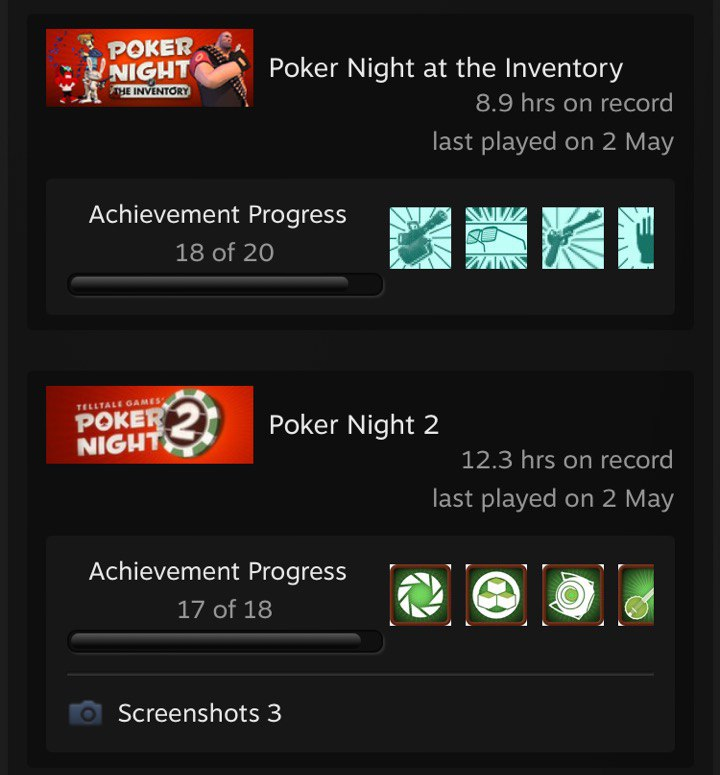 POKER
NIGHT
AT
THE INVENTORY
Poker Night at the Inventory
8.9 hrs on record
last played on 2 May
Achievement Progress
18 of 20
TELLTALE GAMES'
POKER
NIGHT 2
Poker Night 2
12.3 hrs on record
last played on 2 May
Achievement Progress
17 of 18
Screenshots 3